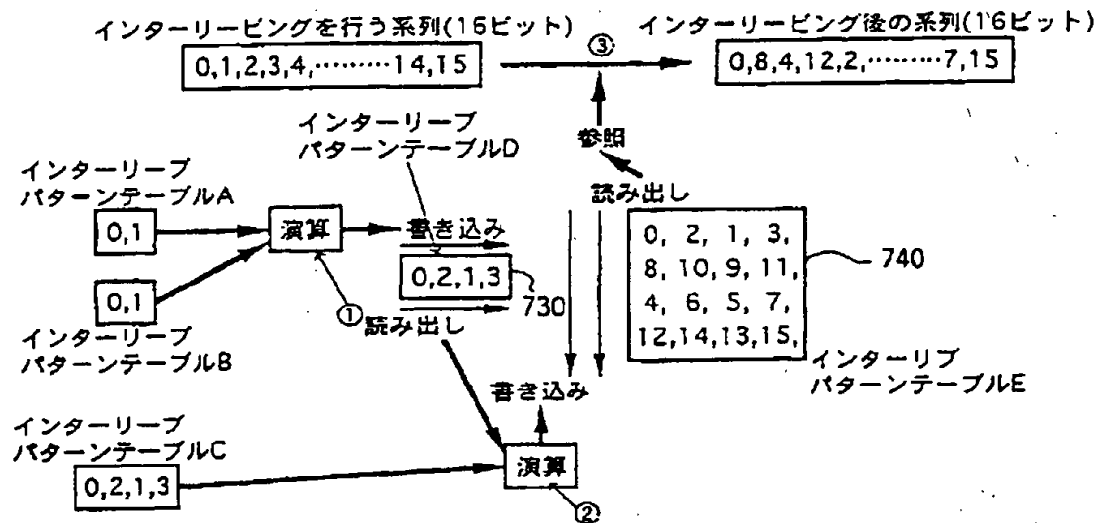 インターリービングを行う系列(16ビット)
0,1,2,3,4,………14,15
③
インターリービング後の系列(16ビット)
0,8,4,12,2,………7,15
インターリーブ
パターンテーブルD
参照
読み出し
インターリーブ
パターンテーブルA
0,1
演算
書き込み
0,2,1,3
730
0, 2, 1, 3,
8, 10, 9, 11,
4, 6, 5, 7,
12,14,13,15,
740
0,1
①
読み出し
インターリーブ
パターンテーブルB
インターリブ
パターンテーブルE
書き込み
インターリーブ
パターンテーブルC
0,2,1,3
演算
②